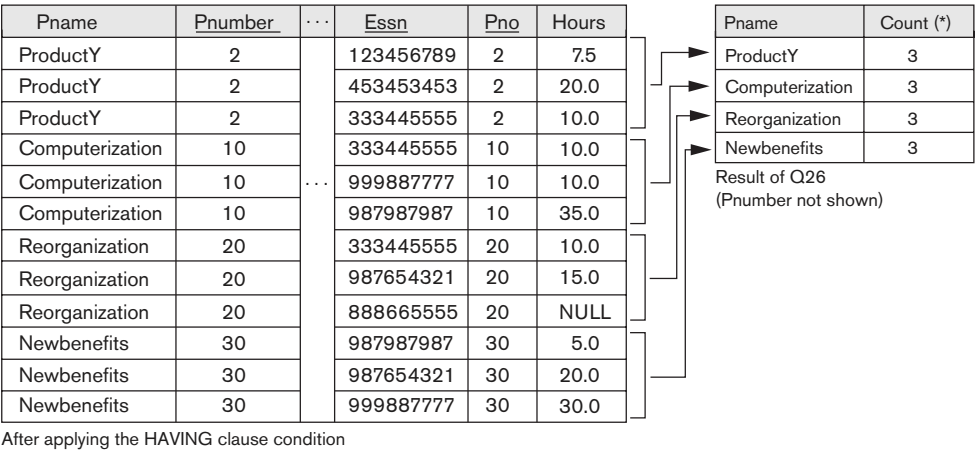 Pname Pnumber ... Essn Pno Hours
ProductY 2 123456789 2 7.5
ProductY 2 453453453 2 20.0
ProductY 2 333445555 2 10.0
Computerization 10 333445555 10 10.0
Computerization 10 ... 999887777 10 10.0
Computerization 10 987987987 10 35.0
Reorganization 20 333445555 20 10.0
Reorganization 20 987654321 20 15.0
Reorganization 20 888665555 20 NULL
Newbenefits 30 987987987 30 5.0
Newbenefits 30 987654321 30 20.0
Newbenefits 30 999887777 30 30.0
After applying the HAVING clause condition
Pname Count (*)
ProductY 3
Computerization 3
Reorganization 3
Newbenefits 3
Result of Q26
(Pnumber not shown)